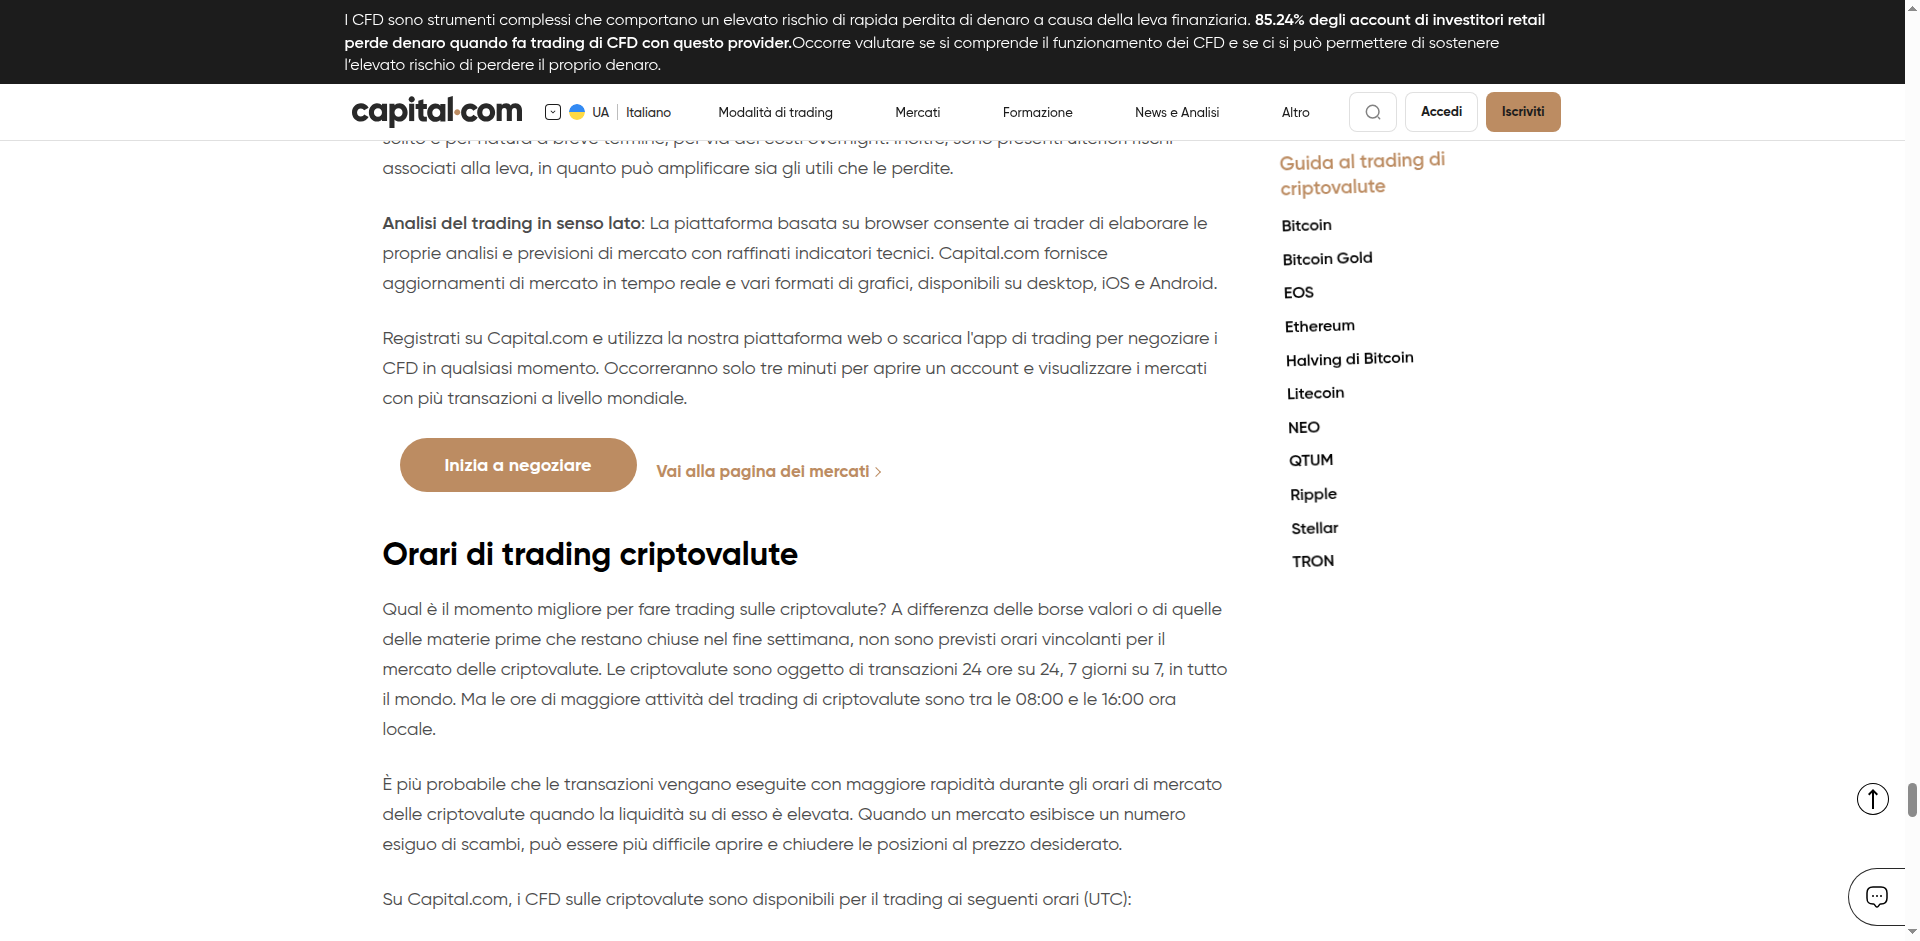 I CFD sono strumenti complessi che comportano un elevato rischio di rapida perdita di denaro a causa della leva finanziaria. 85.24% degli account di investitori retail
perde denaro quando fa trading di CFD con questo provider.Occorre valutare se si comprende il funzionamento dei CFD e se ci si può permettere di sostenere
l'elevato rischio di perdere il proprio denaro.
capital.com
UA
Italiano
Modalità di trading
Mercati
Formazione
News e Analisi
Altro
Accedi
Iscriviti
solito è per natura a breve termine, per via dei costi overnight. Inoltre, sono presenti ulteriori rischi
associati alla leva, in quanto può amplificare sia gli utili che le perdite.
Analisi del trading in senso lato: La piattaforma basata su browser consente ai trader di elaborare le
proprie analisi e previsioni di mercato con raffinati indicatori tecnici. Capital.com fornisce
aggiornamenti di mercato in tempo reale e vari formati di grafici, disponibili su desktop, iOS e Android.
Registrati su Capital.com e utilizza la nostra piattaforma web o scarica l'app di trading per negoziare i
CFD in qualsiasi momento. Occorreranno solo tre minuti per aprire un account e visualizzare i mercati
con più transazioni a livello mondiale.
Inizia a negoziare
Vai alla pagina dei mercati
Orari di trading criptovalute
Qual è il momento migliore per fare trading sulle criptovalute? A differenza delle borse valori o di quelle
delle materie prime che restano chiuse nel fine settimana, non sono previsti orari vincolanti per il
mercato delle criptovalute. Le criptovalute sono oggetto di transazioni 24 ore su 24, 7 giorni su 7, in tutto
il mondo. Ma le ore di maggiore attività del trading di criptovalute sono tra le 08:00 e le 16:00 ora
locale.
È più probabile che le transazioni vengano eseguite con maggiore rapidità durante gli orari di mercato
delle criptovalute quando la liquidità su di esso è elevata. Quando un mercato esibisce un numero
esiguo di scambi, può essere più difficile aprire e chiudere le posizioni al prezzo desiderato.
Su Capital.com, i CFD sulle criptovalute sono disponibili per il trading ai seguenti orari (UTC):
Guida al trading di
criptovalute
Bitcoin
Bitcoin Gold
EOS
Ethereum
Halving di Bitcoin
Litecoin
NEO
QTUM
Ripple
Stellar
TRON